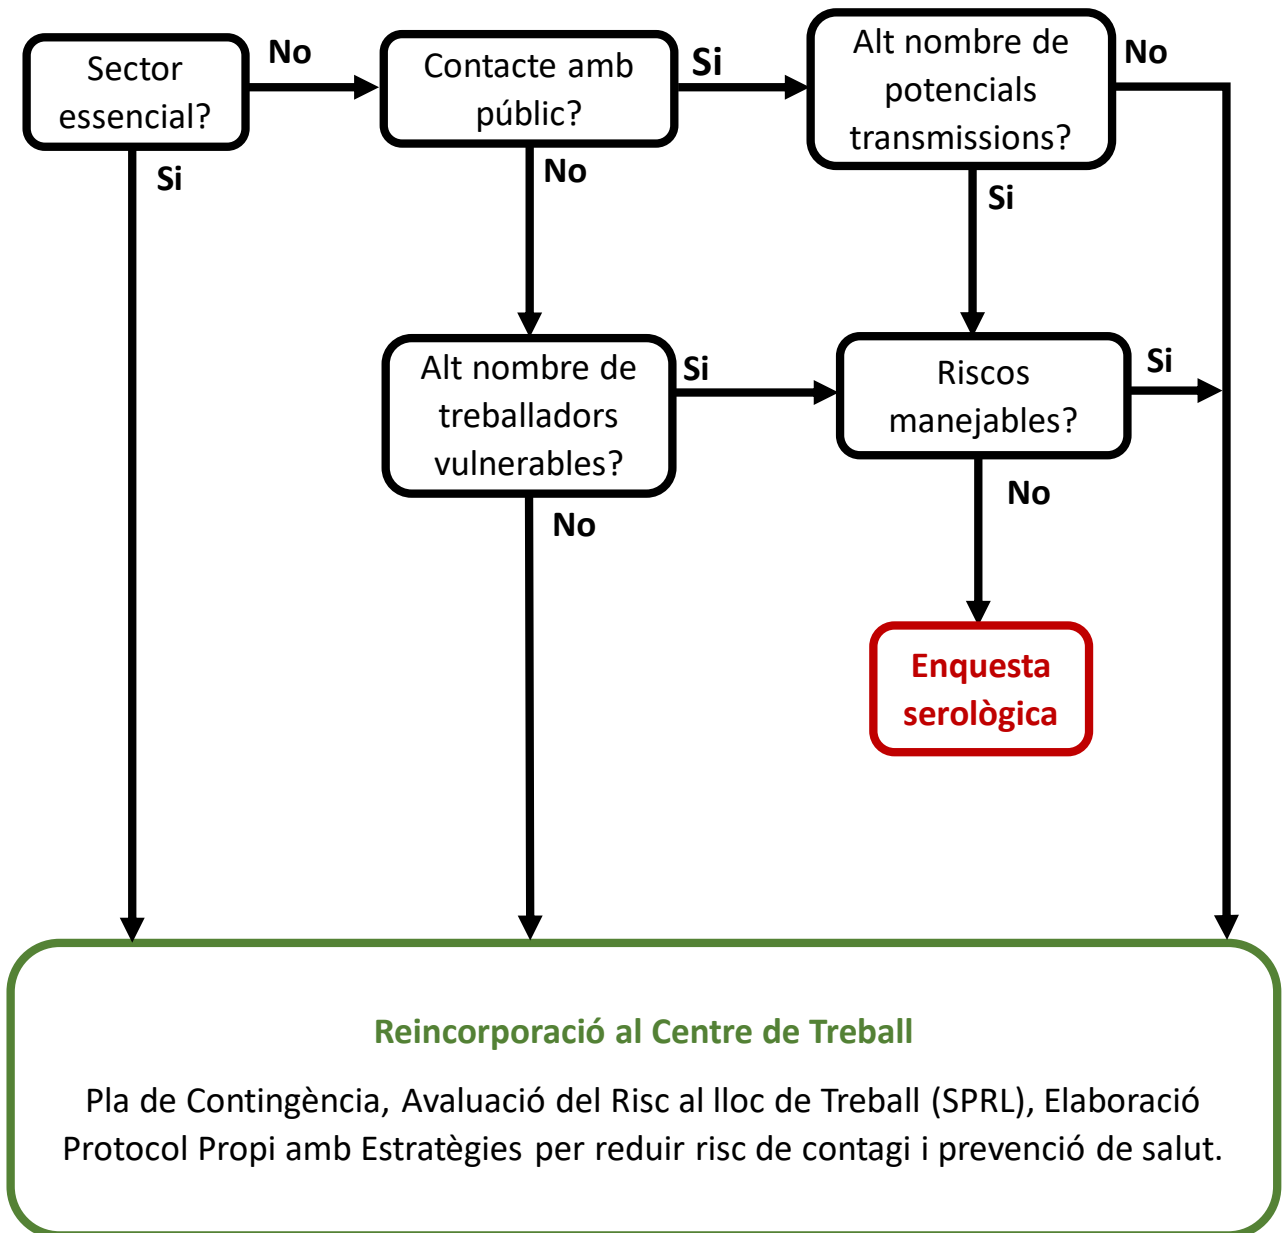 Sector
essencial?
No
Si
Contacte amb
públic?
Si
No
Alt nombre de
potencials
transmissions?
No
Si
Alt nombre de
treballadors
vulnerables?
Si
No
Riscos
manejables?
Si
No
Enquesta
serològica
Reincorporació al Centre de Treball
Pla de Contingència, Avaluació del Risc al lloc de Treball (SPRL), Elaboració
Protocol Propi amb Estratègies per reduir risc de contagi i prevenció de salut.